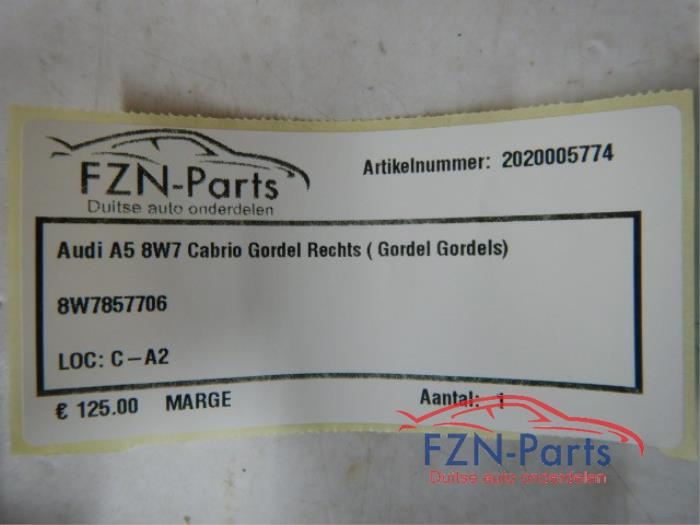 FZN-Parts
Duitse auto onderdelen
Artikelnummer: 2020005774
Audi A5 8W7 Cabrio Gordel Rechts ( Gordel Gordels)
8W7857706
LOC: C-A2
€ 125.00 MARGE Aantal: 1
FZN-Parts
Duitse auto onderdelen